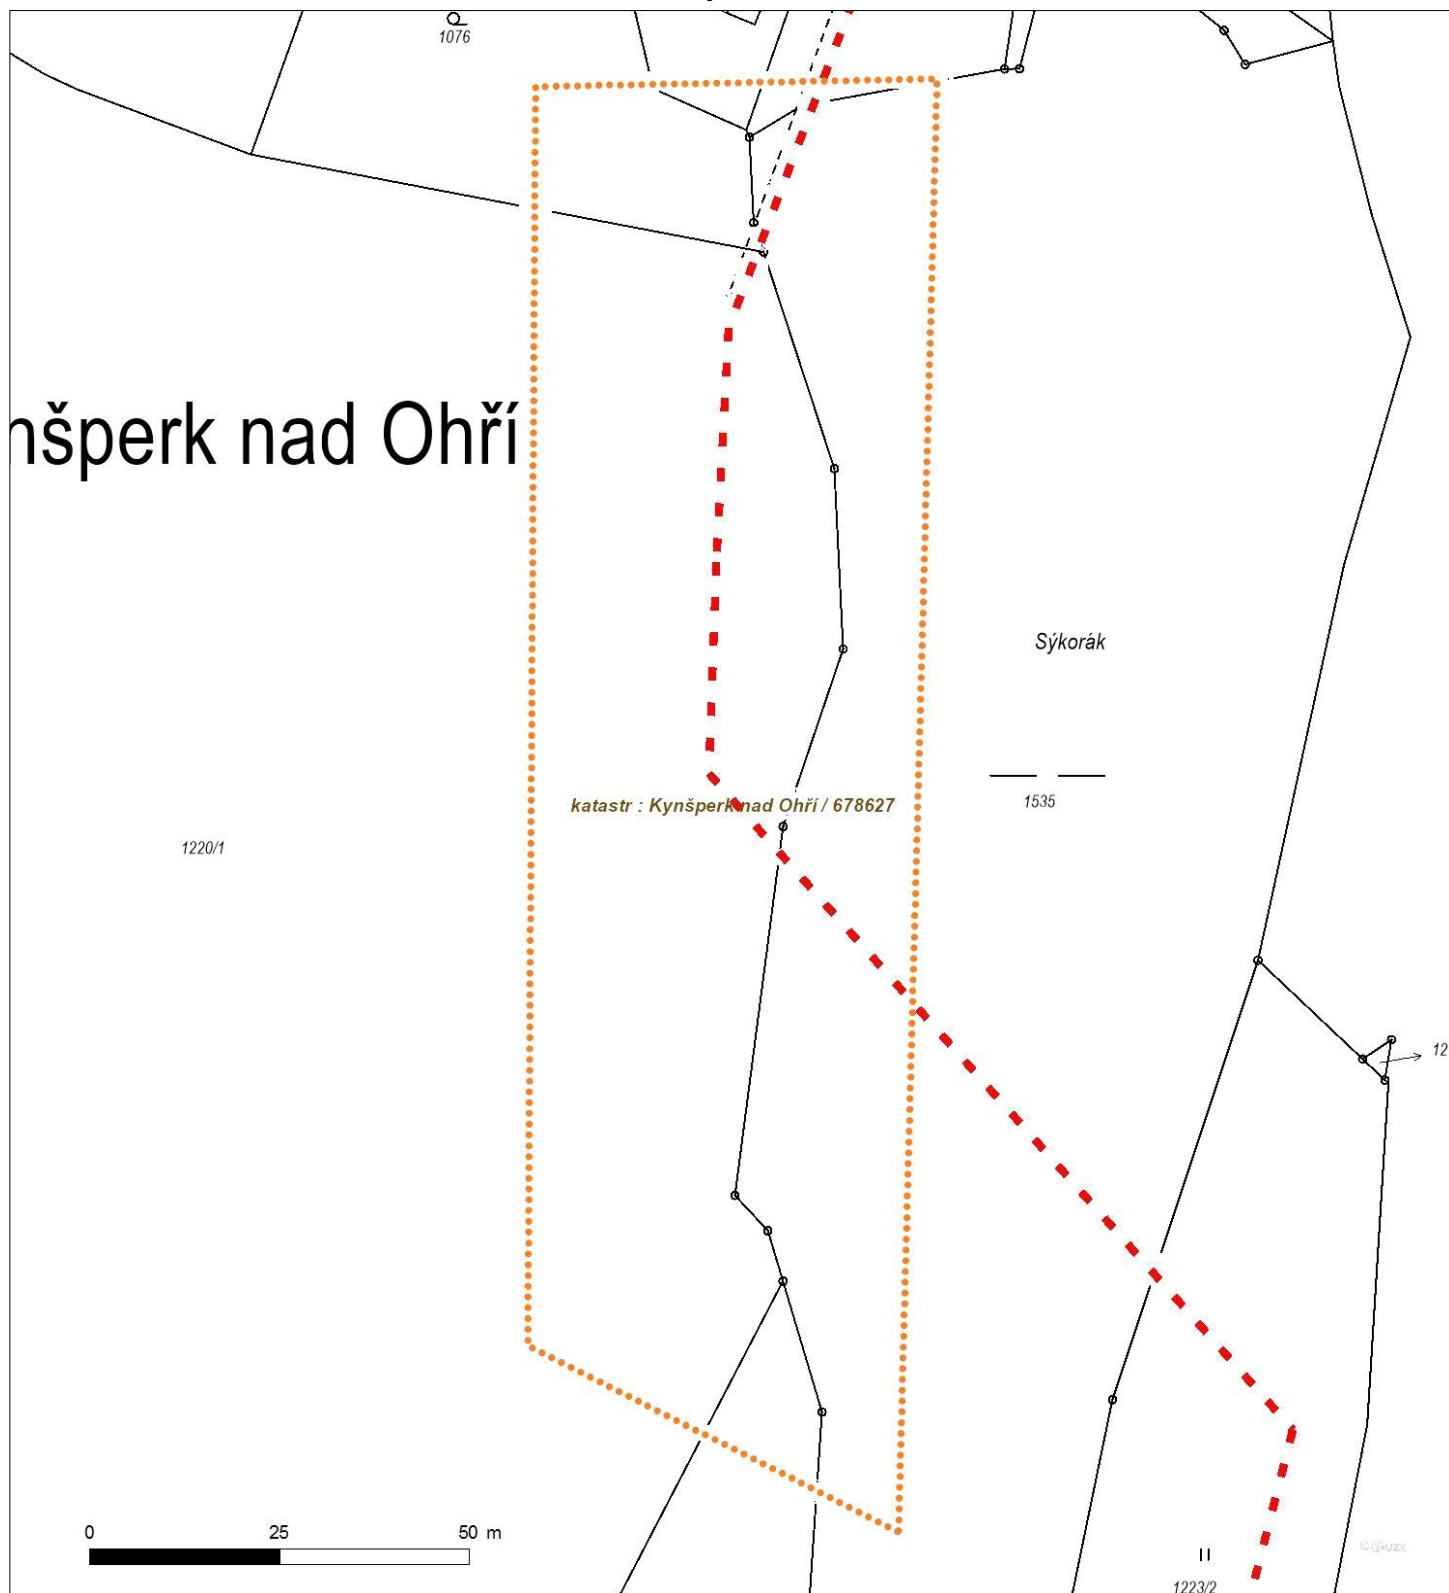 1076
nšperk nad Ohří
Sýkorák
katastr : Kynšperk nad Ohří / 678627
1535
1220/1
12
0 25 50 m
1223/2